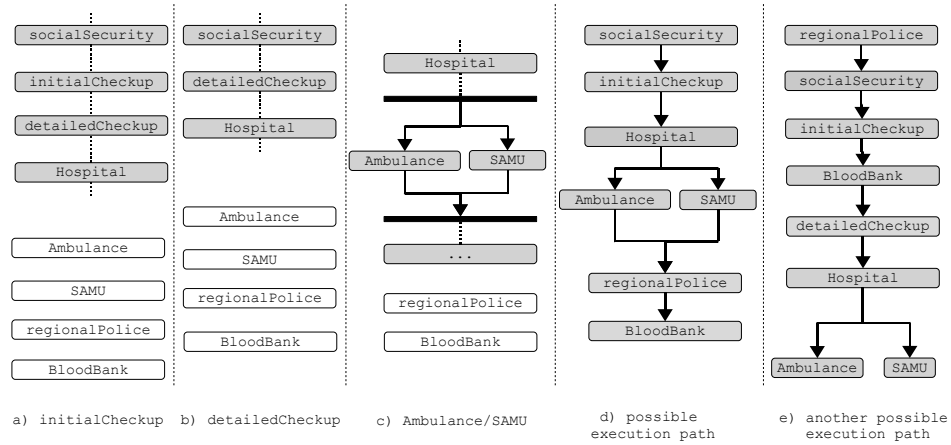 socialSecurity
initialCheckup
detailedCheckup
Hospital
Ambulance
SAMU
regionalPolice
BloodBank
a) initialCheckup
socialSecurity
detailedCheckup
Hospital
Ambulance
SAMU
regionalPolice
BloodBank
b) detailedCheckup
Hospital
Ambulance
SAMU
...
regionalPolice
BloodBank
c) Ambulance/SAMU
socialSecurity
initialCheckup
Hospital
Ambulance
SAMU
regionalPolice
BloodBank
d) possible
execution path
regionalPolice
socialSecurity
initialCheckup
BloodBank
detailedCheckup
Hospital
Ambulance
SAMU
e) another possible
execution path